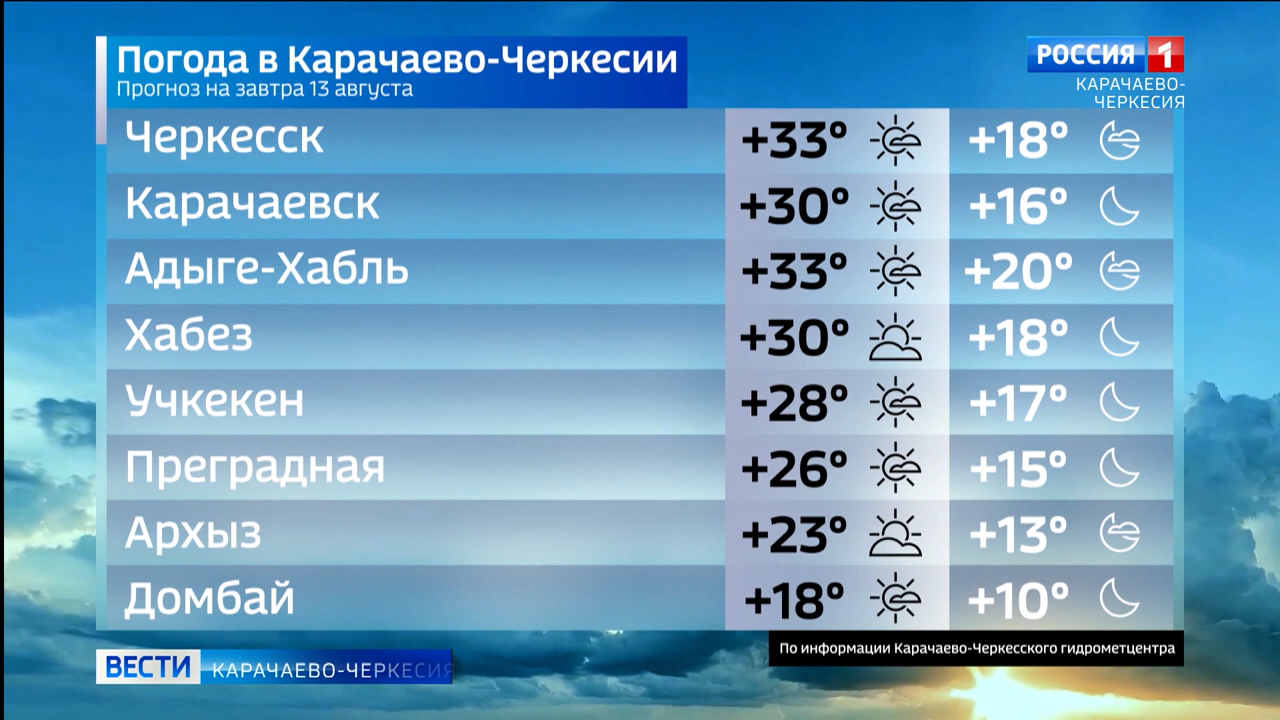 Погода в Карачаево-Черкесии
Прогноз на завтра 13 августа
РОССИЯ 1
КАРАЧАЕВО-
ЧЕРКЕСИЯ
Черкесск +33° +18°
Карачаевск +30° +16°
Адыге-Хабль +33° +20°
Хабез +30° +18°
Учкекен +28° +17°
Преградная +26° +15°
Архыз +23° +13°
Домбай +18° +10°
По информации Карачаево-Черкесского гидрометцентра
ВЕСТИ КАРАЧАЕВО-ЧЕРКЕСИЯ